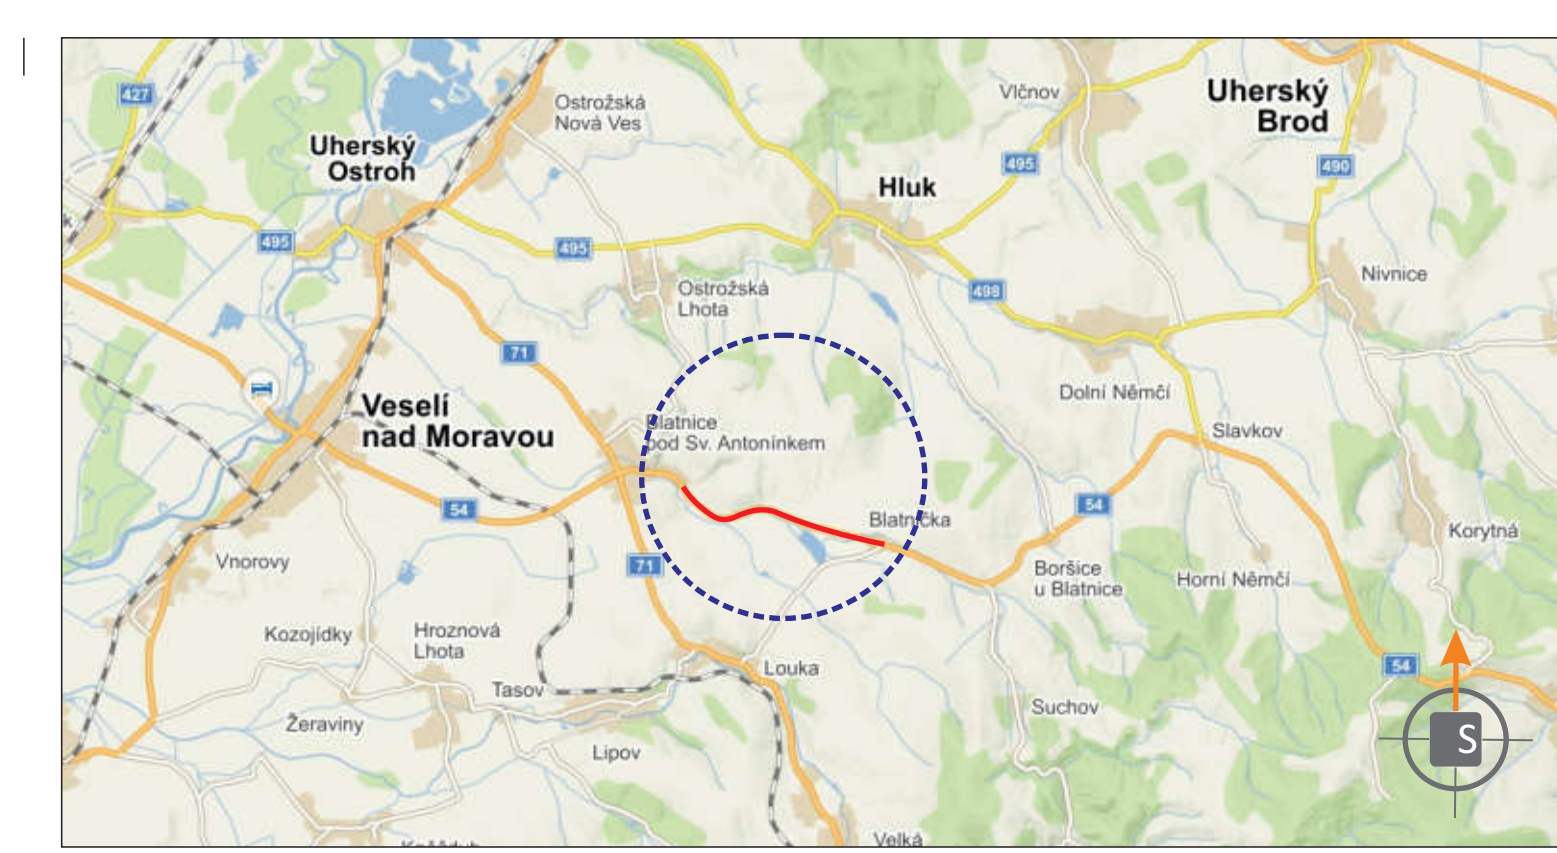 427
Ostrožská
Nová Ves
Vlčnov
Uherský
Brod
Uherský
Ostroh
495
490
Hluk
495
495
Ostrožská
Lhota
498
Nivnice
71
Veselí
nad Moravou
Blatnice
pod Sv. Antonínkem
Dolní Němčí
Slavkov
54
54
Blatnička
Korytná
Vnorovy
71
Boršice
u Blatnice
Horní Němčí
Kozojídky
Hroznová
Lhota
Louka
54
Tasov
Suchov
Žeraviny
Lipov
S
Velká